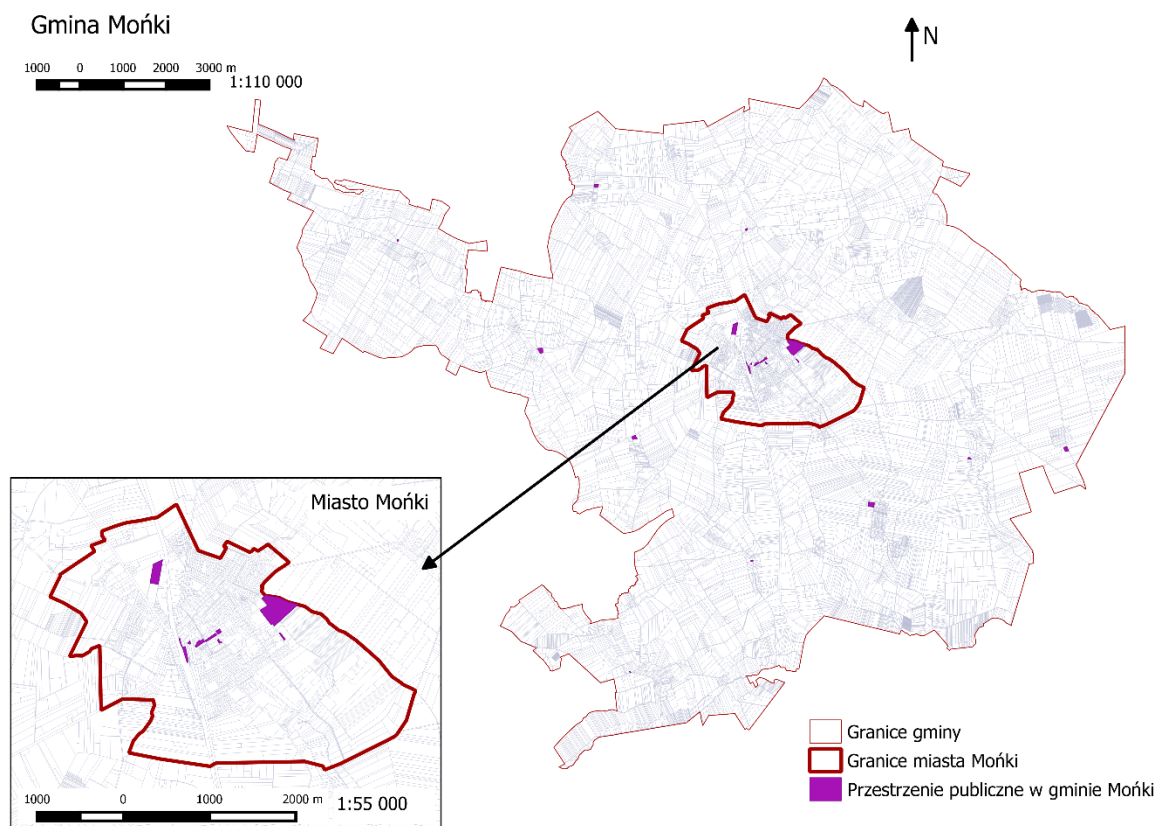 Gmina Mońki
N
1000 0 1000 2000 3000 m
1:110 000
Miasto Mońki
1000 0 1000 2000 m
1:55 000
Granice gminy
Granice miasta Mońki
Przestrzenie publiczne w gminie Mońki